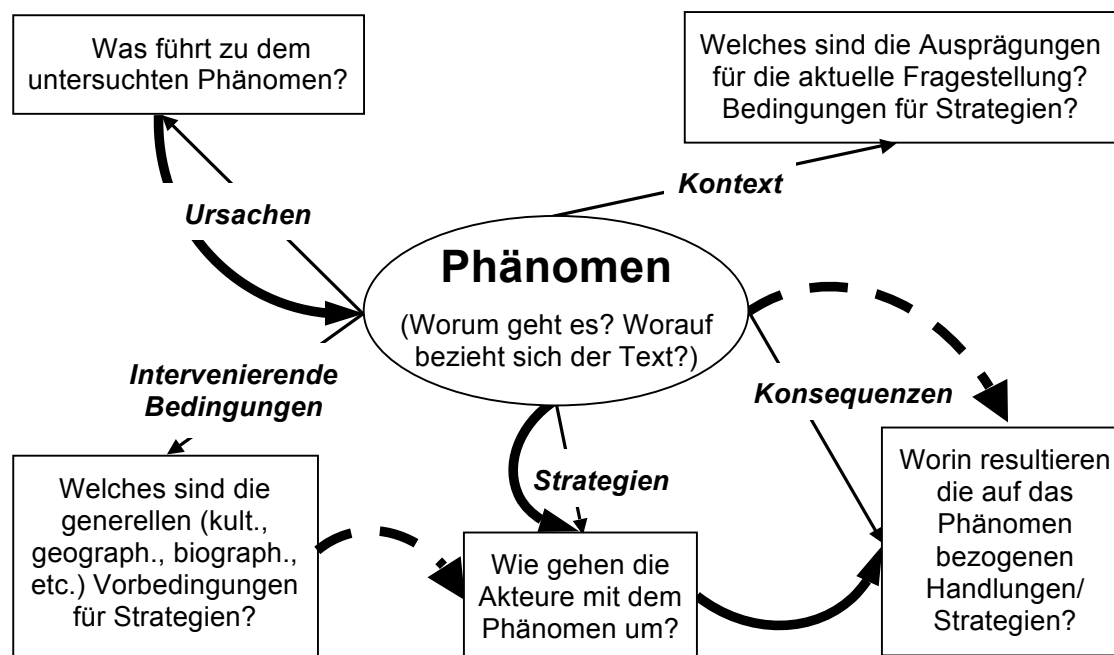 Was führt zu dem
untersuchten Phänomen?
Welches sind die Ausprägungen
für die aktuelle Fragestellung?
Bedingungen für Strategien?
Ursachen
Kontext
Phänomen
(Worum geht es? Worauf
bezieht sich der Text?)
Intervenierende
Bedingungen
Strategien
Konsequenzen
Welches sind die
generellen (kult.,
geograph., biograph.,
etc.) Vorbedingungen
für Strategien?
Wie gehen die
Akteure mit dem
Phänomen um?
Worin resultieren
die auf das
Phänomen
bezogenen
Handlungen/
Strategien?